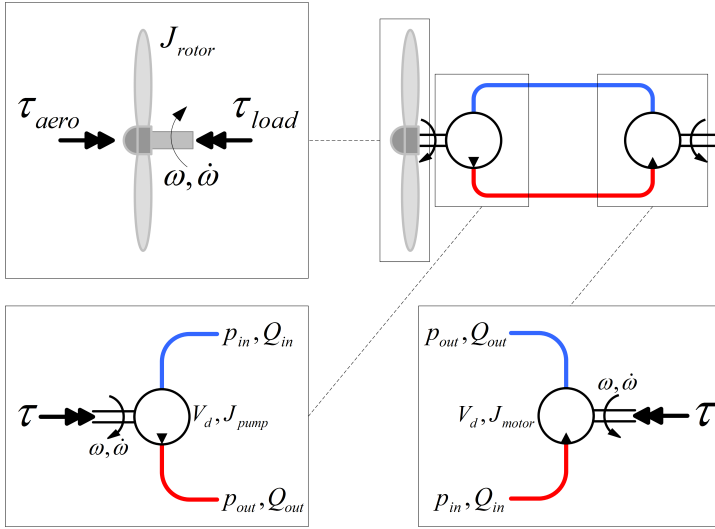 J_rotor
τ_aero
τ_load
ω, ω̇
p_in, Q_in
τ
V_d, J_pump
ω, ω̇
p_out, Q_out
p_out, Q_out
ω, ω̇
V_d, J_motor
τ
p_in, Q_in